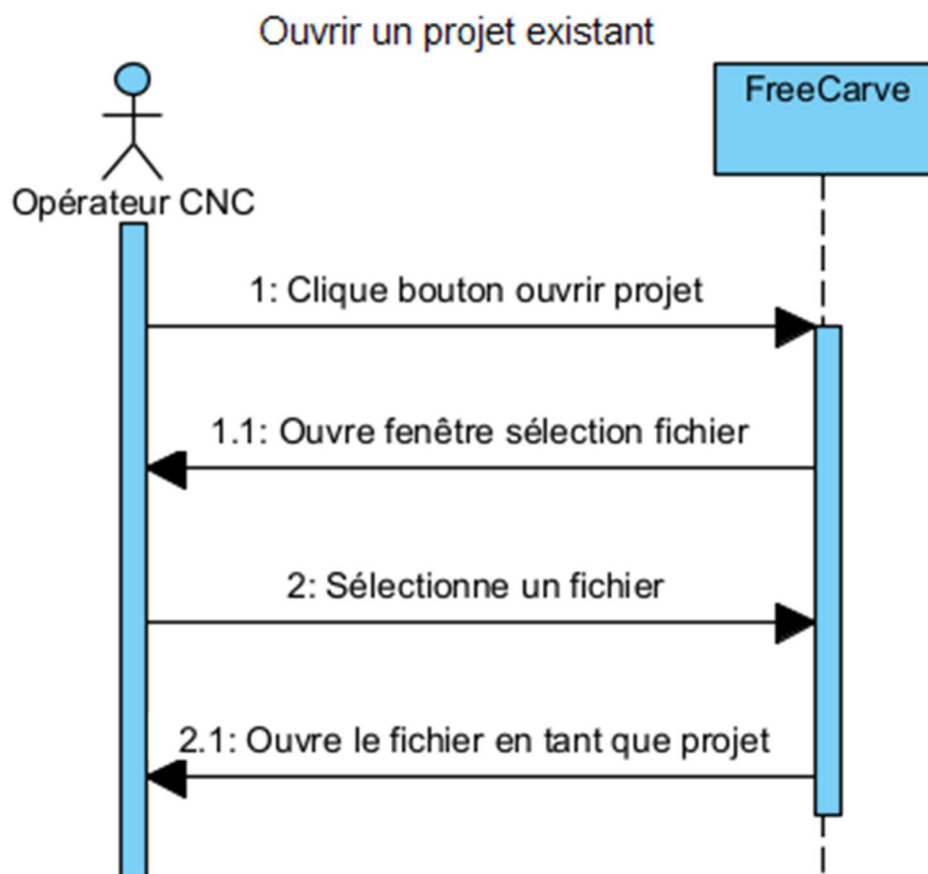 Ouvrir un projet existant
FreeCarve
Opérateur CNC
1: Clique bouton ouvrir projet
1.1: Ouvre fenêtre sélection fichier
2: Sélectionne un fichier
2.1: Ouvre le fichier en tant que projet